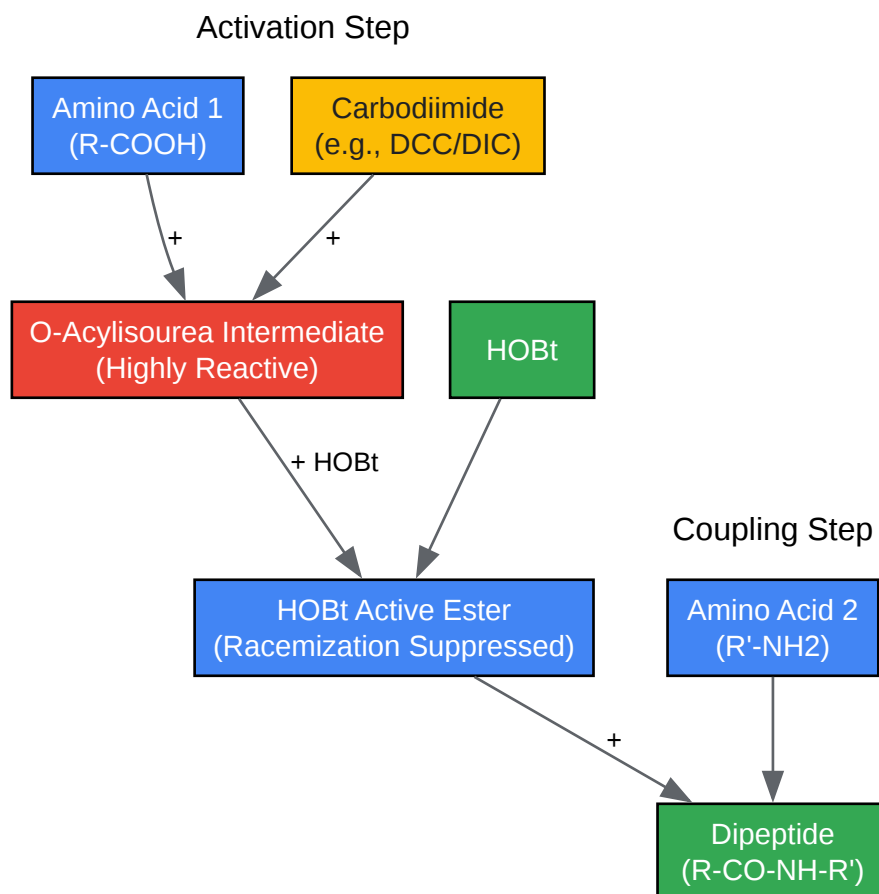 Activation Step
Amino Acid 1
(R-COOH)
Carbodiimide
(e.g., DCC/DIC)
+
+
O-Acylisourea Intermediate
(Highly Reactive)
HOBt
+ HOBt
Coupling Step
HOBt Active Ester
(Racemization Suppressed)
Amino Acid 2
(R'-NH2)
+
Dipeptide
(R-CO-NH-R')